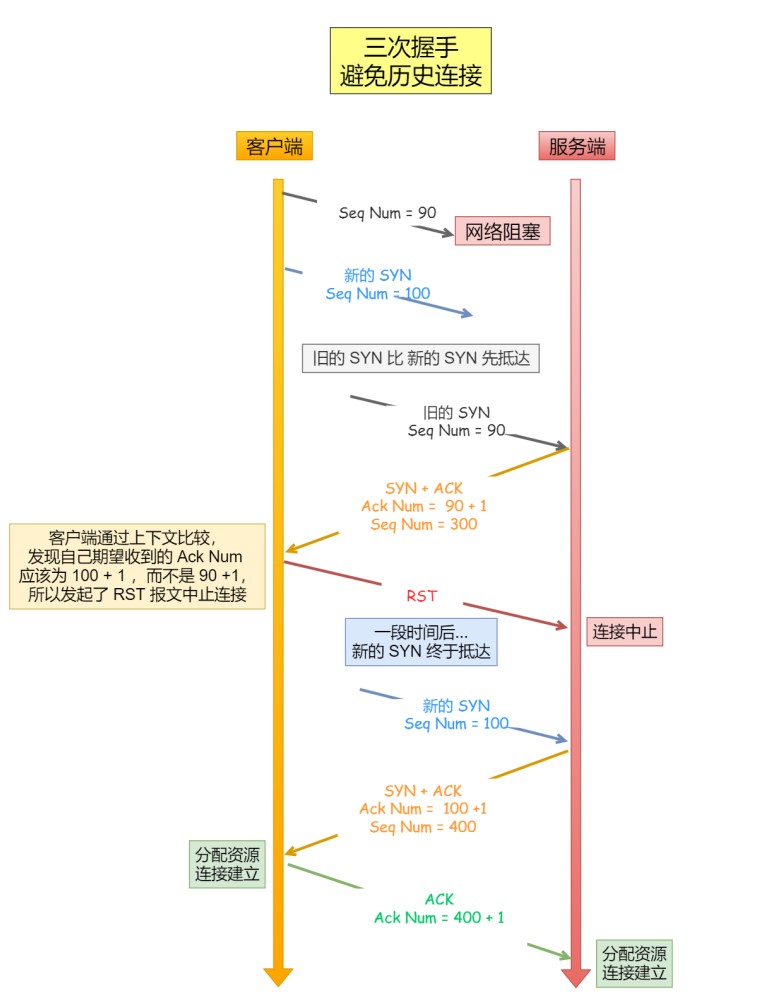 三次握手
避免历史连接
客户端
服务端
Seq Num = 90
网络阻塞
新的 SYN
Seq Num = 100
旧的 SYN 比 新的 SYN 先抵达
旧的 SYN
Seq Num = 90
SYN + ACK
Ack Num = 90 + 1
Seq Num = 300
客户端通过上下文比较，
发现自己期望收到的 Ack Num
应该为 100 + 1 ，而不是 90 +1，
所以发起了 RST 报文中止连接
RST
连接中止
一段时间后...
新的 SYN 终于抵达
新的 SYN
Seq Num = 100
SYN + ACK
Ack Num = 100 +1
Seq Num = 400
分配资源
连接建立
ACK
Ack Num = 400 + 1
分配资源
连接建立